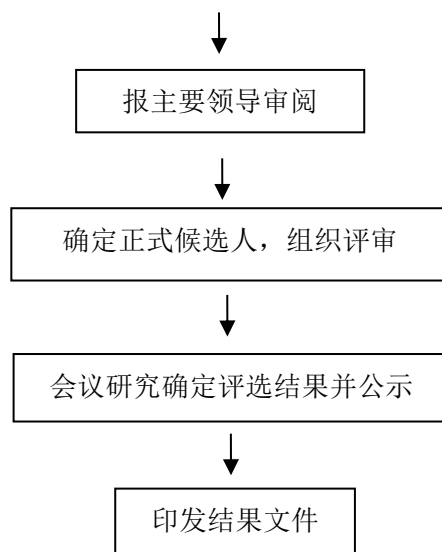 报主要领导审阅
确定正式候选人，组织评审
会议研究确定评选结果并公示
印发结果文件